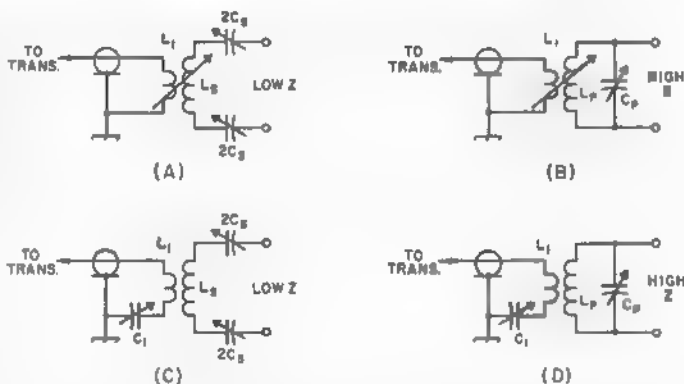 2Cs
L1
TO
TRANS.
Ls
LOW Z
2Cs
(A)
L1
TO
TRANS.
Lp
Cp
HIGH
Z
(B)
2Cs
L1
TO
TRANS.
Ls
LOW Z
C1
2Cs
(C)
L1
TO
TRANS.
Lp
Cp
HIGH
Z
C1
(D)